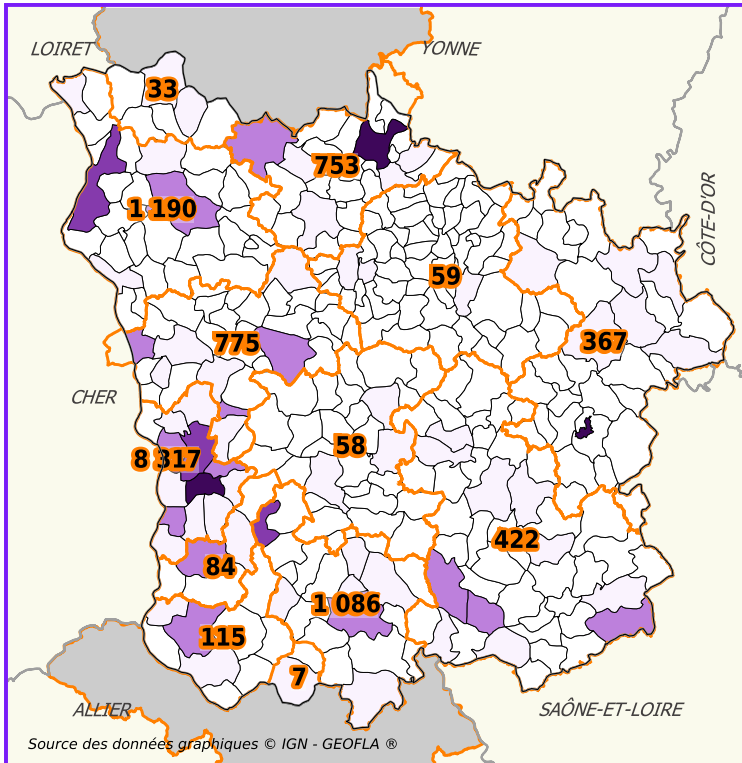 LOIRET
YONNE
33
753
1 190
CÔTE-D'OR
59
775
367
CHER
8 317
58
422
84
1 086
115
7
ALLIER
SAÔNE-ET-LOIRE
Source des données graphiques © IGN - GEOFLA ®